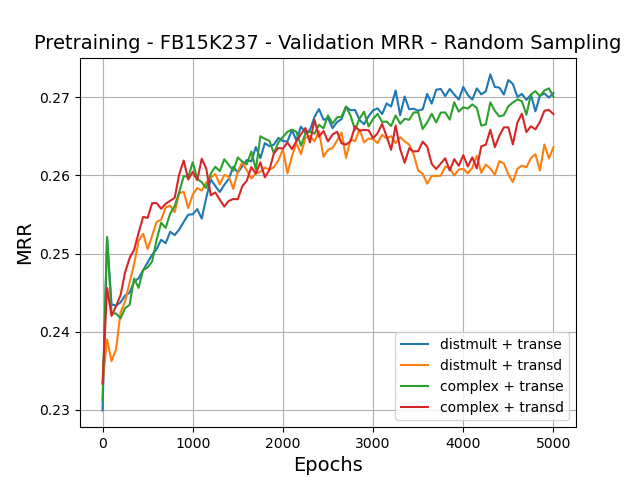 Pretraining - FB15K237 - Validation MRR - Random Sampling
MRR
0.27
0.26
0.25
0.24
0.23
distmult + transe
distmult + transd
complex + transe
complex + transd
0 1000 2000 3000 4000 5000
Epochs